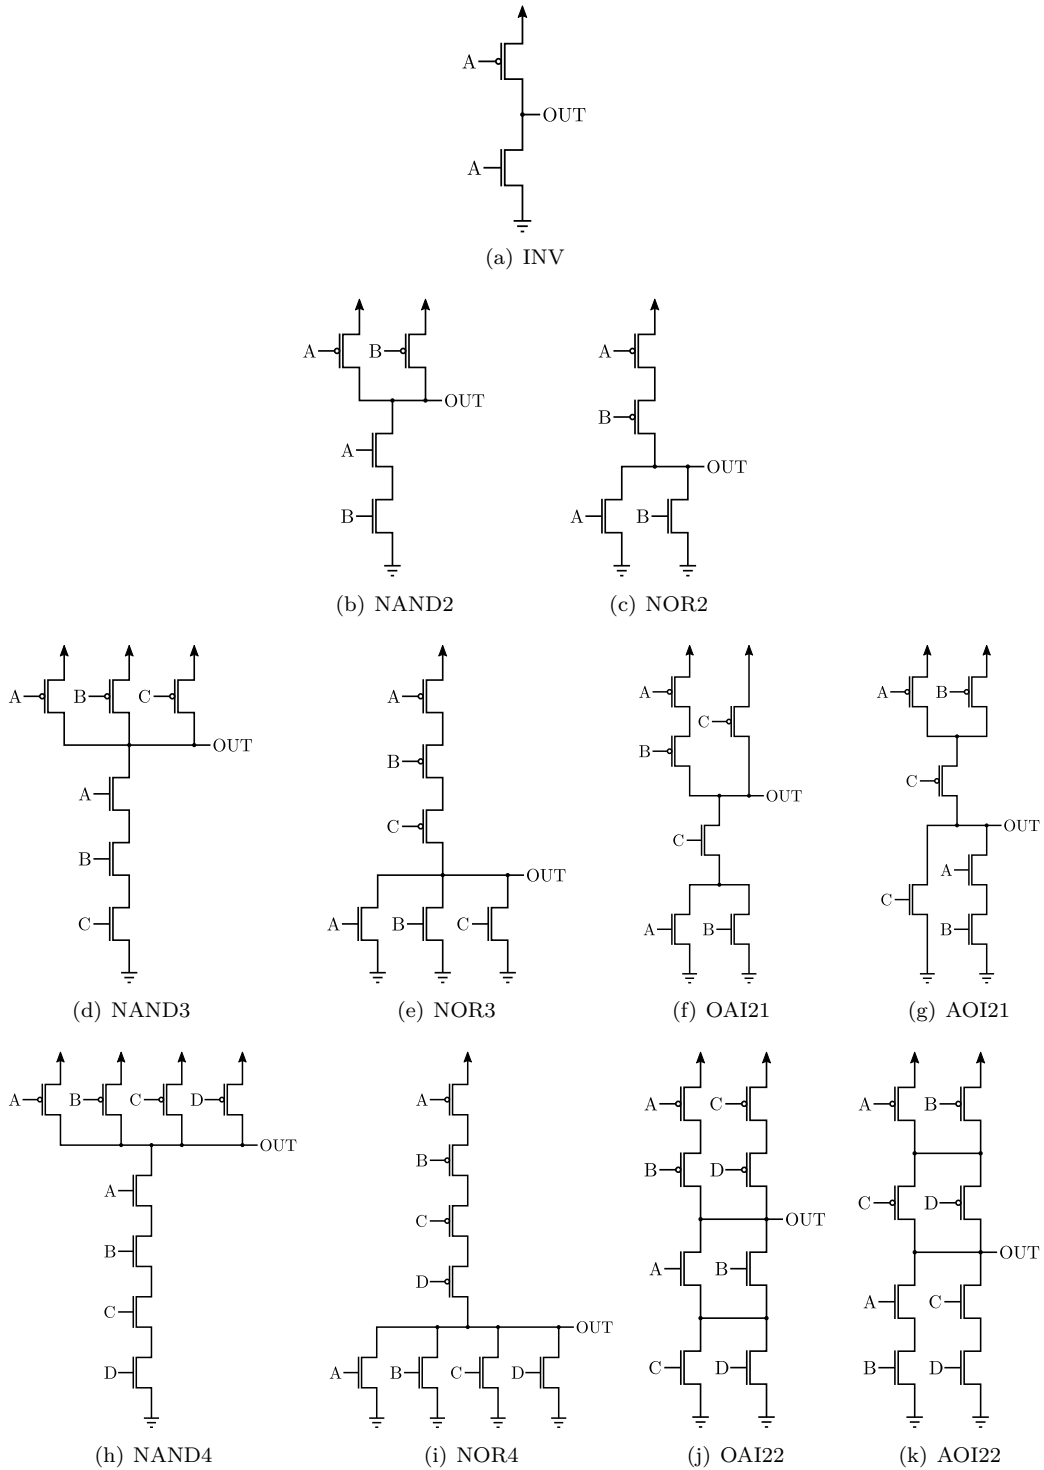 A
OUT
A
(a) INV
A B
OUT
A
B
(b) NAND2
A
B
OUT
A B
(c) NOR2
A B C
OUT
A
B
C
(d) NAND3
A
B
C
OUT
A B C
(e) NOR3
A
C
B
OUT
C
A B
(f) OAI21
A B
C
OUT
A
C
B
(g) AOI21
A B C D
OUT
A
B
C
D
(h) NAND4
A
B
C
D
OUT
A B C D
(i) NOR4
A C
B D
OUT
A B
C D
(j) OAI22
A B
C D
OUT
A C
B D
(k) AOI22